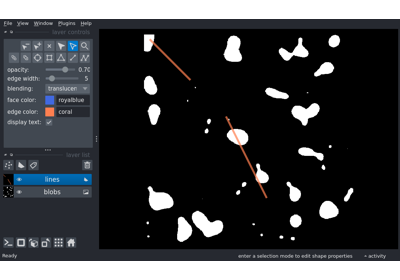 File View Window Plugins Help
layer controls
opacity: 0.70
edge width: 5
blending: translucen
face color: royalblue
edge color: coral
display text:
layer list
lines
blobs
Ready enter a selection mode to edit shape properties activity